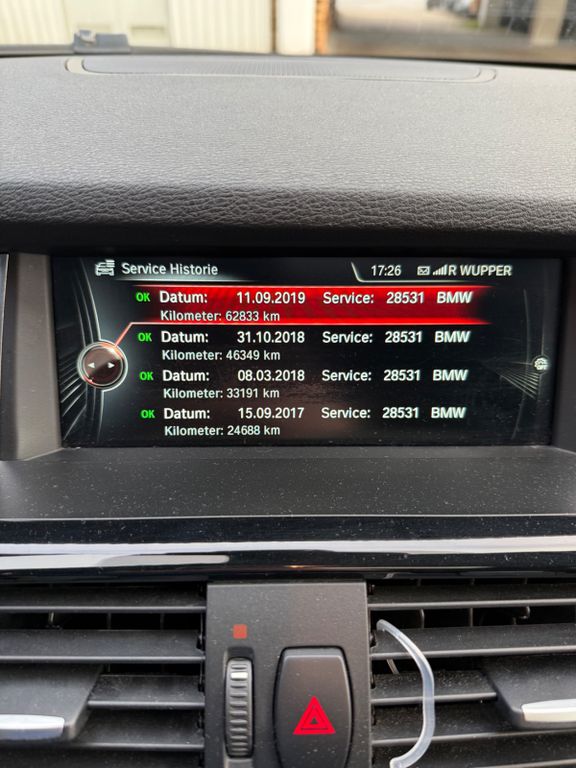 Service Historie 17:26 R WUPPER
OK Datum: 11.09.2019 Service: 28531 BMW
Kilometer: 62833 km
OK Datum: 31.10.2018 Service: 28531 BMW
Kilometer: 46349 km
OK Datum: 08.03.2018 Service: 28531 BMW
Kilometer: 33191 km
OK Datum: 15.09.2017 Service: 28531 BMW
Kilometer: 24688 km